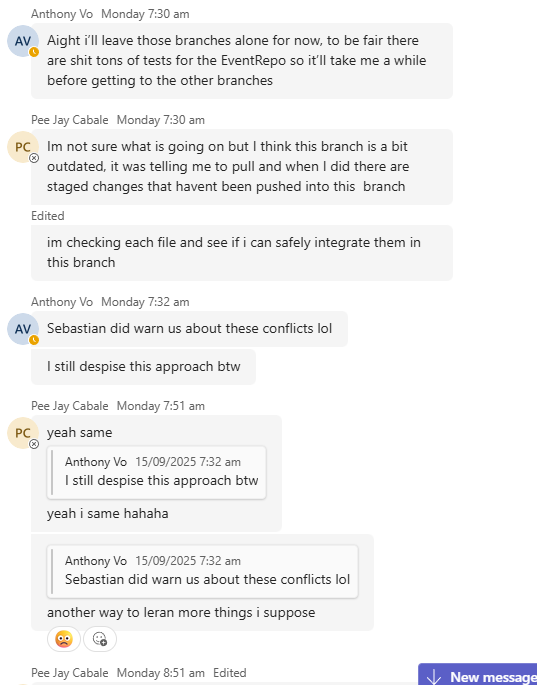 Anthony Vo Monday 7:30 am
AV
Aight i'll leave those branches alone for now, to be fair there
are shit tons of tests for the EventRepo so it'll take me a while
before getting to the other branches
Pee Jay Cabale Monday 7:30 am
PC
Im not sure what is going on but I think this branch is a bit
outdated, it was telling me to pull and when I did there are
staged changes that havent been pushed into this branch
Edited
im checking each file and see if i can safely integrate them in
this branch
Anthony Vo Monday 7:32 am
AV
Sebastian did warn us about these conflicts lol
I still despise this approach btw
Pee Jay Cabale Monday 7:51 am
PC
yeah same
Anthony Vo 15/09/2025 7:32 am
I still despise this approach btw
yeah i same hahaha
Anthony Vo 15/09/2025 7:32 am
Sebastian did warn us about these conflicts lol
another way to leran more things i suppose
Pee Jay Cabale Monday 8:51 am Edited
New message